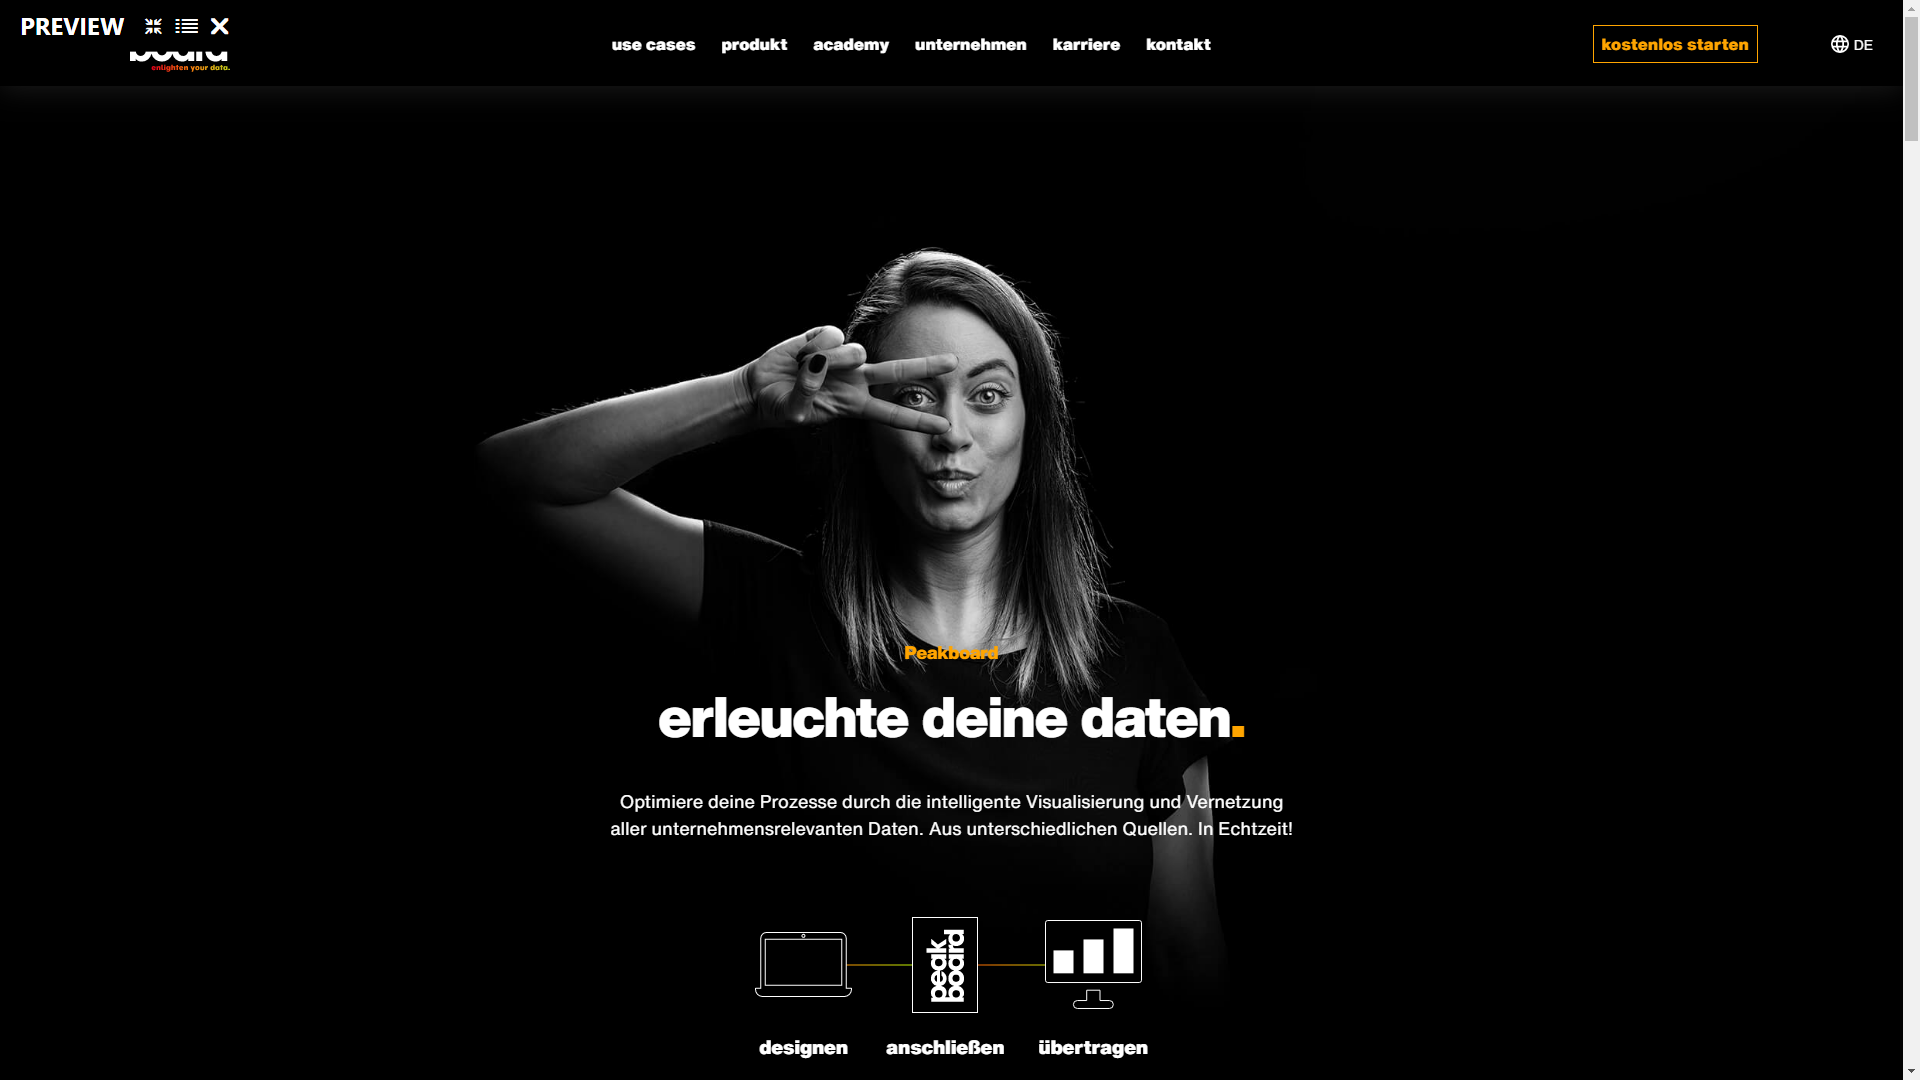 PREVIEW
board
enlighten your data.
use cases
produkt
academy
unternehmen
karriere
kontakt
kostenlos starten
DE
Peakboard
erleuchte deine daten.
Optimiere deine Prozesse durch die intelligente Visualisierung und Vernetzung
aller unternehmensrelevanten Daten. Aus unterschiedlichen Quellen. In Echtzeit!
peak
board
designen
anschließen
übertragen